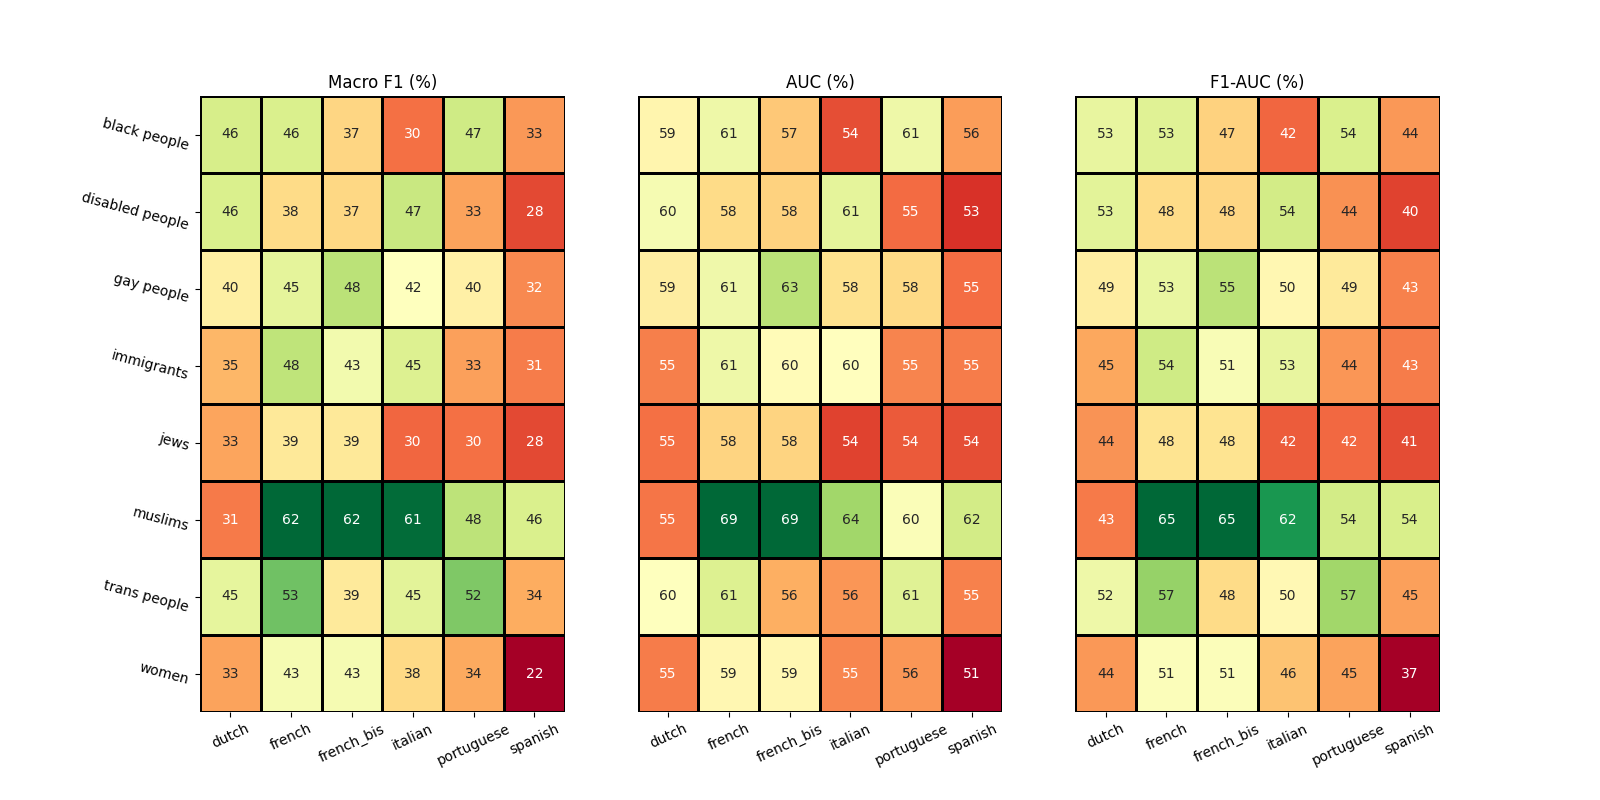 Macro F1 (%) AUC (%) F1-AUC (%)
black people 46 46 37 30 47 33 59 61 57 54 61 56 53 53 47 42 54 44
disabled people 46 38 37 47 33 28 60 58 58 61 55 53 53 48 48 54 44 40
gay people 40 45 48 42 40 32 59 61 63 58 58 55 49 53 55 50 49 43
immigrants 35 48 43 45 33 31 55 61 60 60 55 55 45 54 51 53 44 43
jews 33 39 39 30 30 28 55 58 58 54 54 54 44 48 48 42 42 41
muslims 31 62 62 61 48 46 55 69 69 64 60 62 43 65 65 62 54 54
trans people 45 53 39 45 52 34 60 61 56 56 61 55 52 57 48 50 57 45
women 33 43 43 38 34 22 55 59 59 55 56 51 44 51 51 46 45 37
dutch french french_bis italian portuguese spanish dutch french french_bis italian portuguese spanish dutch french french_bis italian portuguese spanish